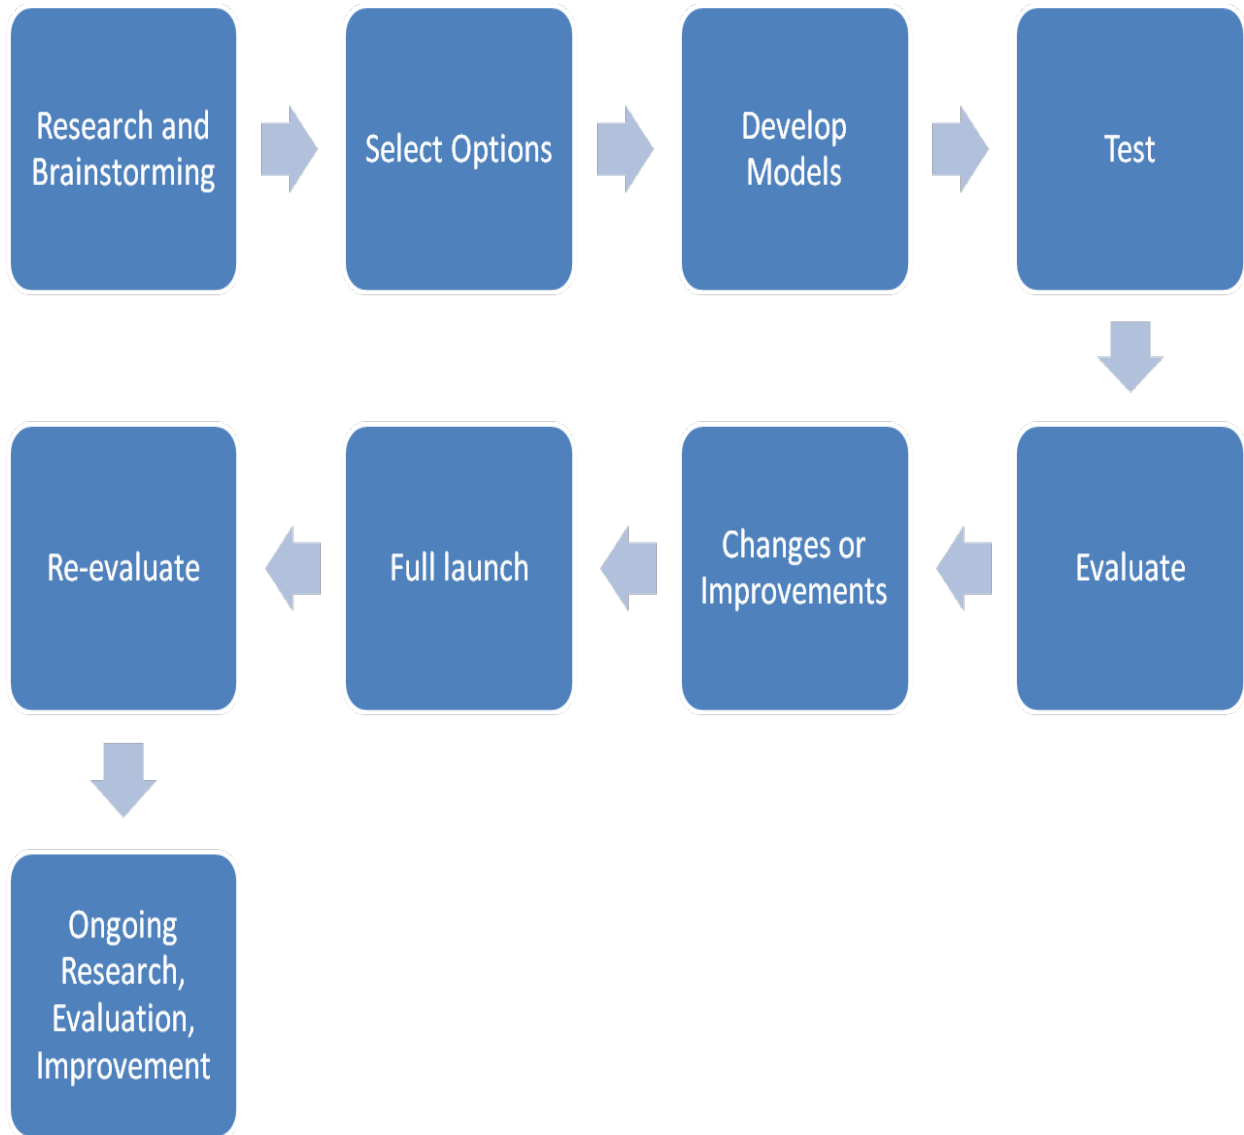 Research and
Brainstorming
Select Options
Develop
Models
Test
Evaluate
Changes or
Improvements
Full launch
Re-evaluate
Ongoing
Research,
Evaluation,
Improvement